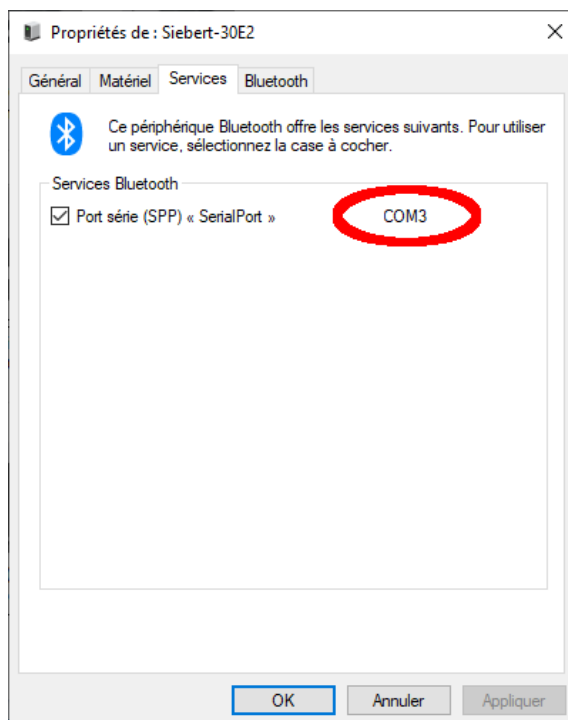 Propriétés de : Siebert-30E2
Général Matériel Services Bluetooth
Ce périphérique Bluetooth offre les services suivants. Pour utiliser
un service, sélectionnez la case à cocher.
Services Bluetooth
Port série (SPP) « SerialPort » COM3
OK Annuler Appliquer